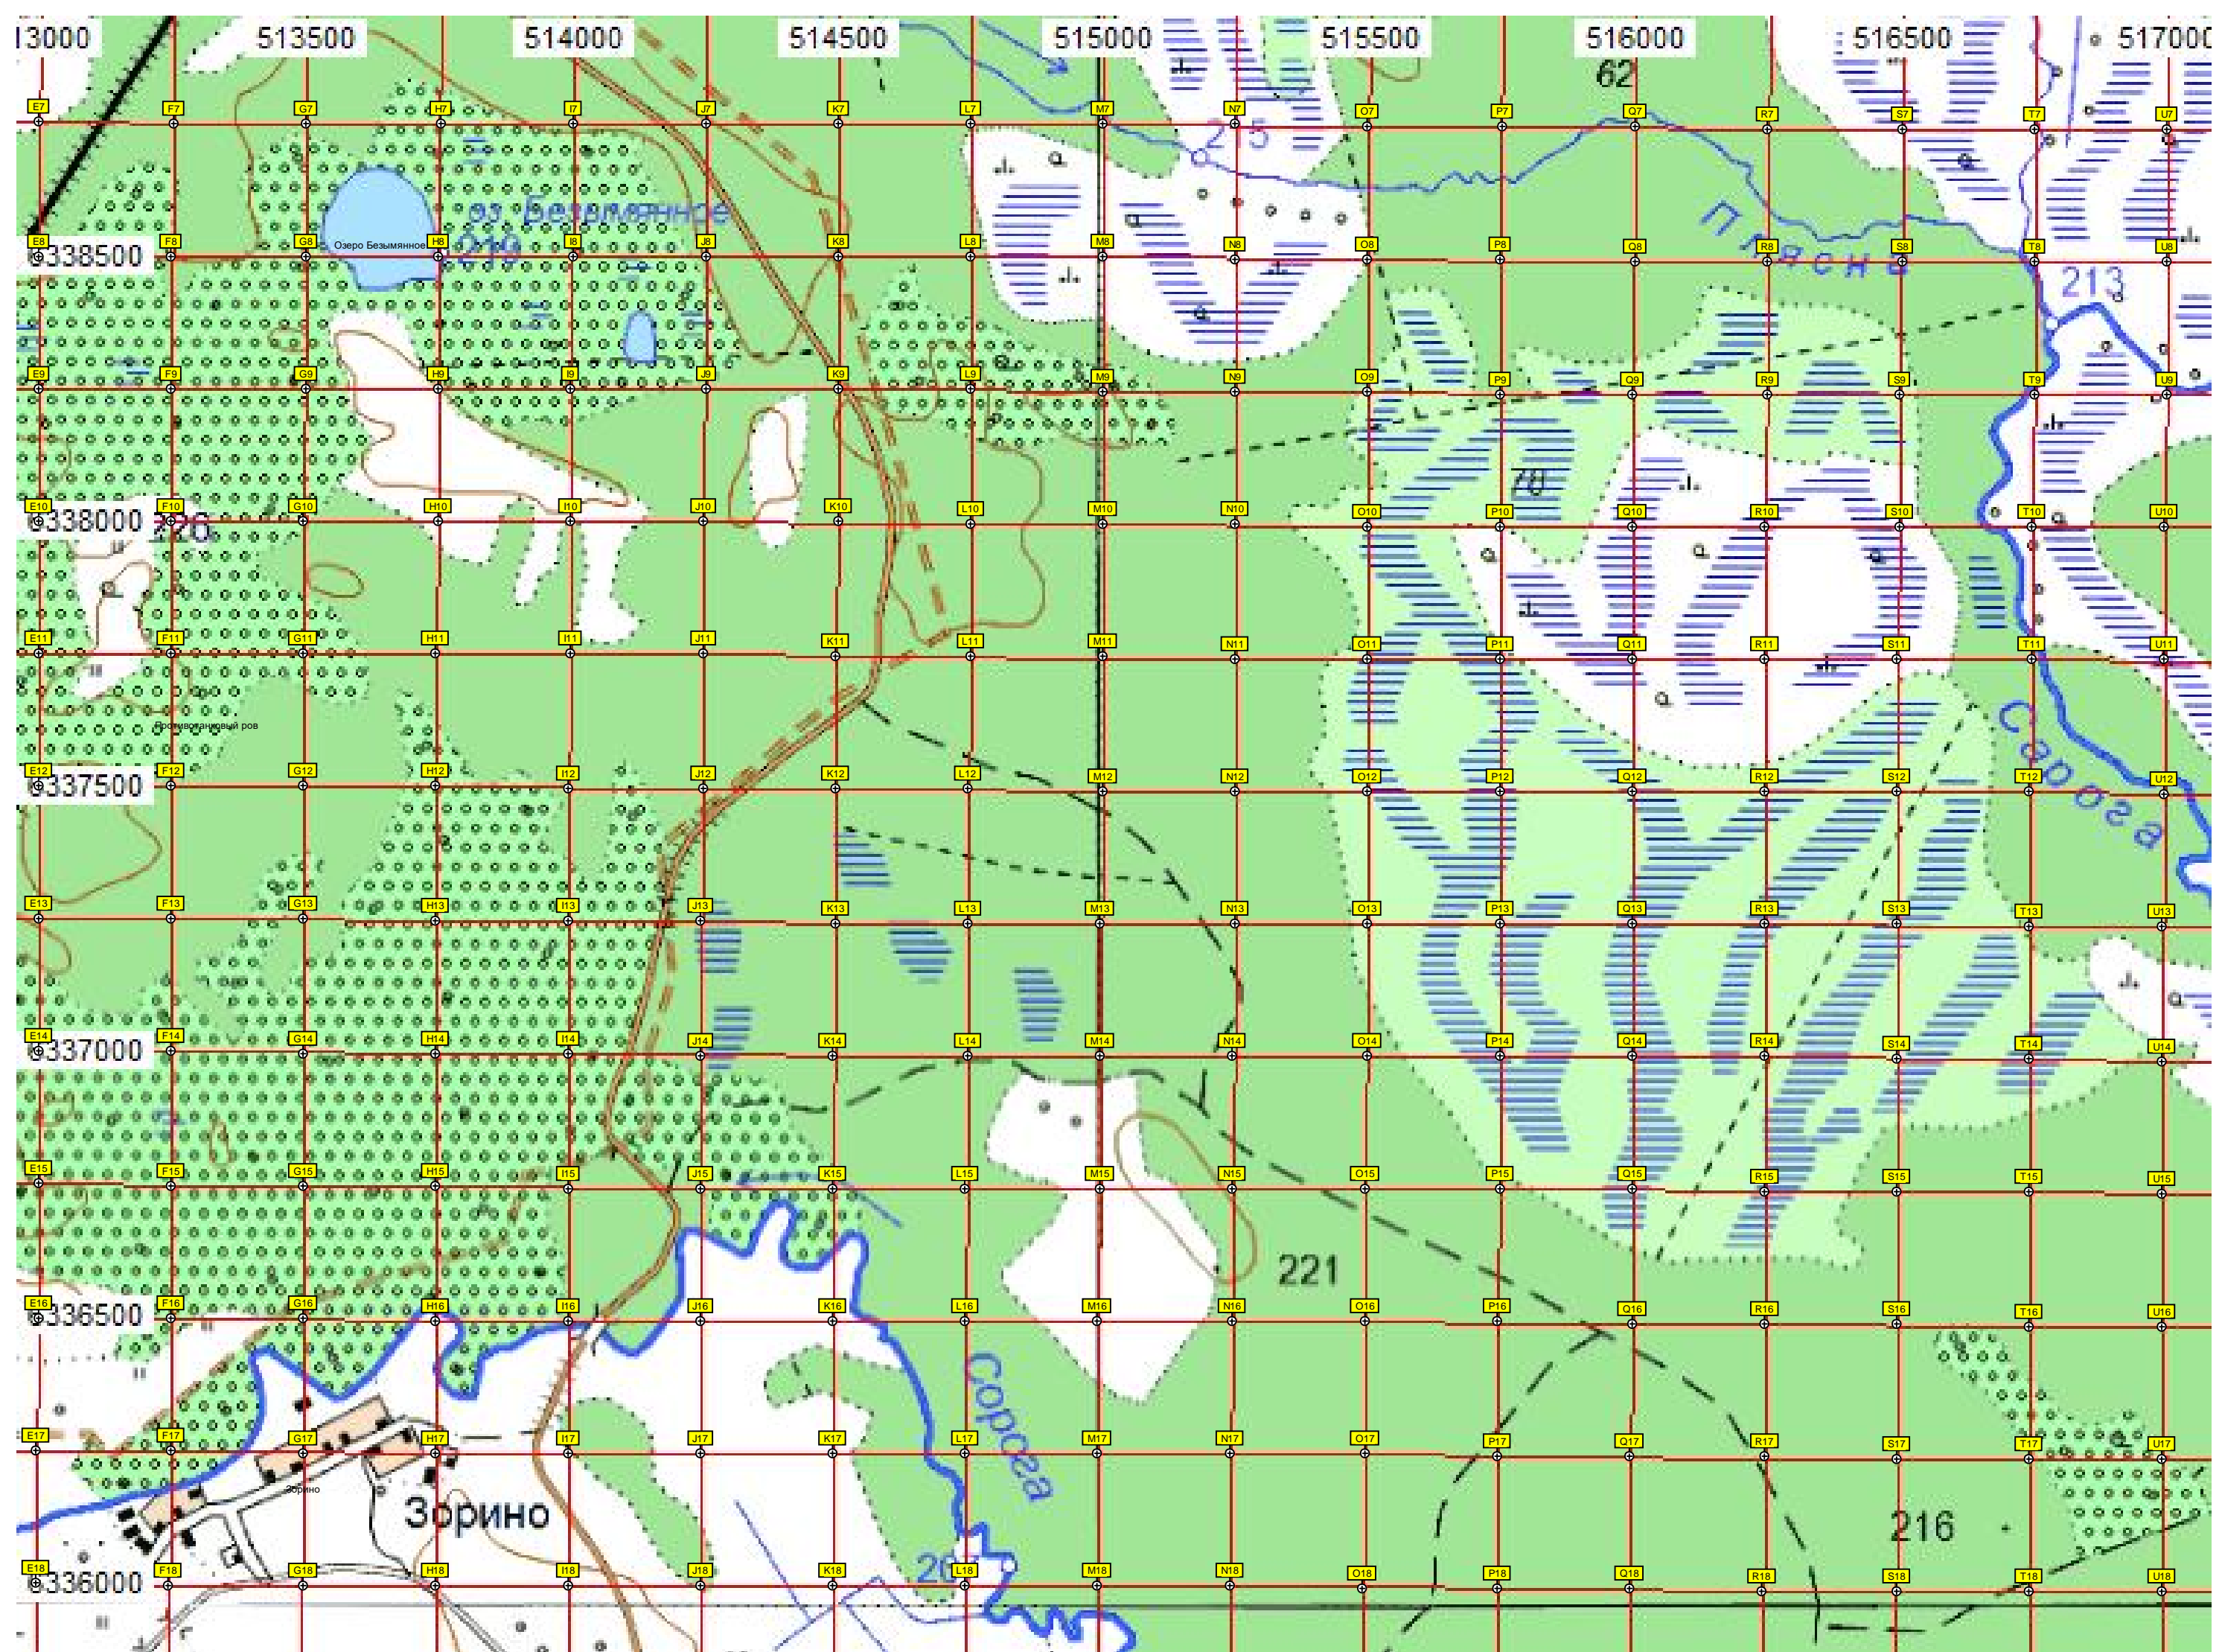 13000 513500 514000 514500 515000 515500 516000 516500 517000
62
E7 F7 G7 H7 I7 J7 K7 L7 M7 N7 O7 P7 Q7 R7 S7 T7 U7
215
оз. Безымянное
Озеро Безымянное
Плясна
E8 F8 G8 H8 I8 J8 K8 L8 M8 N8 O8 P8 Q8 R8 S8 T8 U8
6338500
213
E9 F9 G9 H9 I9 J9 K9 L9 M9 N9 O9 P9 Q9 R9 S9 T9 U9
70
E10 F10 G10 H10 I10 J10 K10 L10 M10 N10 O10 P10 Q10 R10 S10 T10 U10
6338000
E11 F11 G11 H11 I11 J11 K11 L11 M11 N11 O11 P11 Q11 R11 S11 T11 U11
Противотанковый ров
Сарога
E12 F12 G12 H12 I12 J12 K12 L12 M12 N12 O12 P12 Q12 R12 S12 T12 U12
6337500
E13 F13 G13 H13 I13 J13 K13 L13 M13 N13 O13 P13 Q13 R13 S13 T13 U13
E14 F14 G14 H14 I14 J14 K14 L14 M14 N14 O14 P14 Q14 R14 S14 T14 U14
6337000
E15 F15 G15 H15 I15 J15 K15 L15 M15 N15 O15 P15 Q15 R15 S15 T15 U15
221
E16 F16 G16 H16 I16 J16 K16 L16 M16 N16 O16 P16 Q16 R16 S16 T16 U16
6336500
Сорога
E17 F17 G17 H17 I17 J17 K17 L17 M17 N17 O17 P17 Q17 R17 S17 T17 U17
Зорино
Зорино
216
E18 F18 G18 H18 I18 J18 K18 L18 M18 N18 O18 P18 Q18 R18 S18 T18 U18
6336000